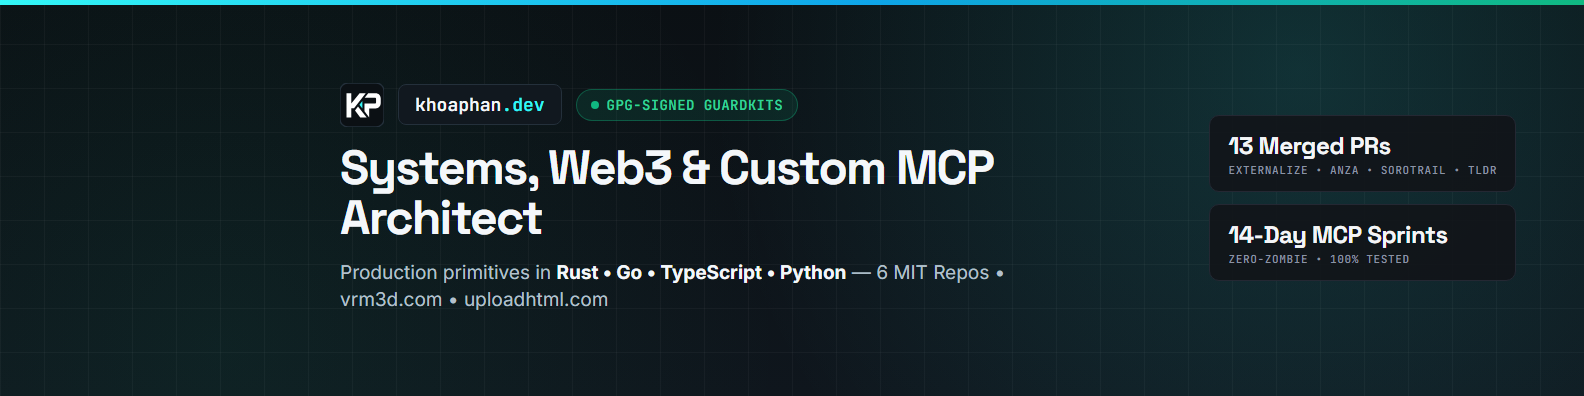 KP
khoaphan.dev
GPG-SIGNED GUARDKITS
Systems, Web3 & Custom MCP
Architect
Production primitives in Rust • Go • TypeScript • Python — 6 MIT Repos •
vrm3d.com • uploadhtml.com
13 Merged PRs
EXTERNALIZE • ANZA • SOROTRAIL • TLDR
14-Day MCP Sprints
ZERO-ZOMBIE • 100% TESTED